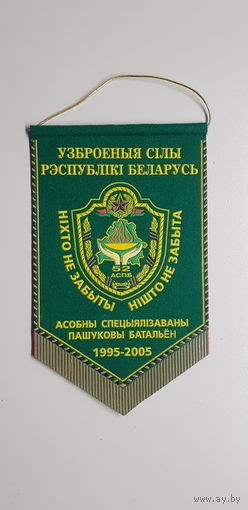 УЗБРОЕНЫЯ СІЛЫ
РЭСПУБЛІКІ БЕЛАРУСЬ
НІХТО НЕ ЗАБЫТЫ
НІШТО НЕ ЗАБЫТА
52
АСПБ
АСОБНЫ СПЕЦЫЯЛІЗАВАНЫ
ПАШУКОВЫ БАТАЛЬЁН
1995-2005
www.ay.by